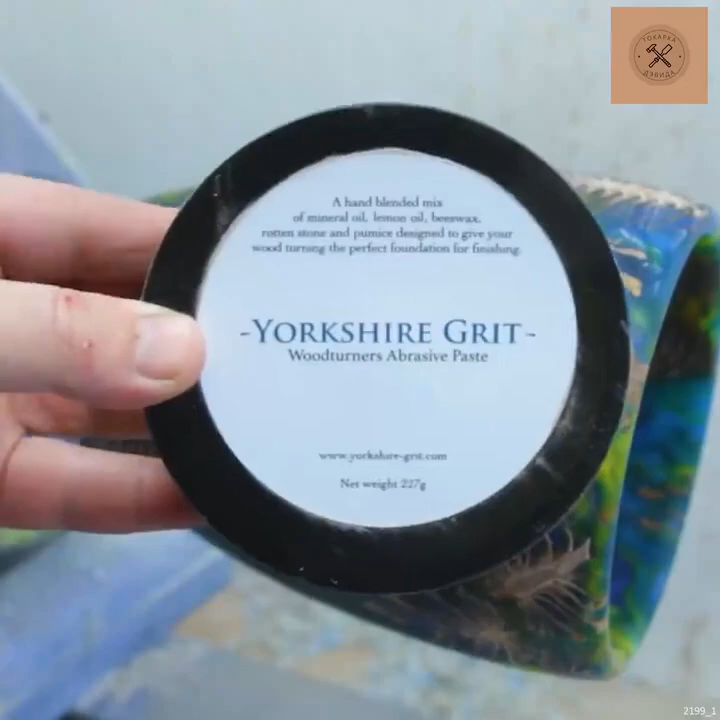 ТОКАРКА
ДЭВИДА
A hand blended mix
of mineral oil, lemon oil, beeswax,
rotten stone and pumice designed to give your
wood turning the perfect foundation for finishing.
-YORKSHIRE GRIT-
Woodturners Abrasive Paste
www.yorkshire-grit.com
Net weight 227g
2199_1